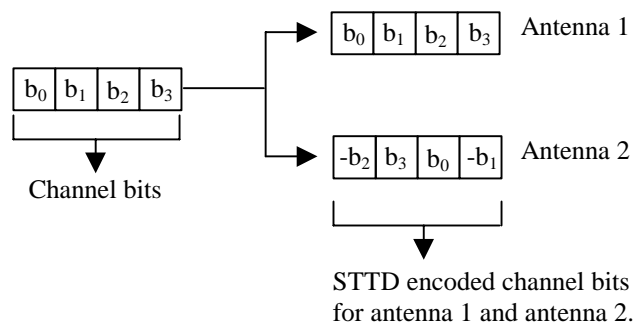 b0 b1 b2 b3 Antenna 1
b0 b1 b2 b3
-b2 b3 b0 -b1 Antenna 2
Channel bits
STTD encoded channel bits
for antenna 1 and antenna 2.